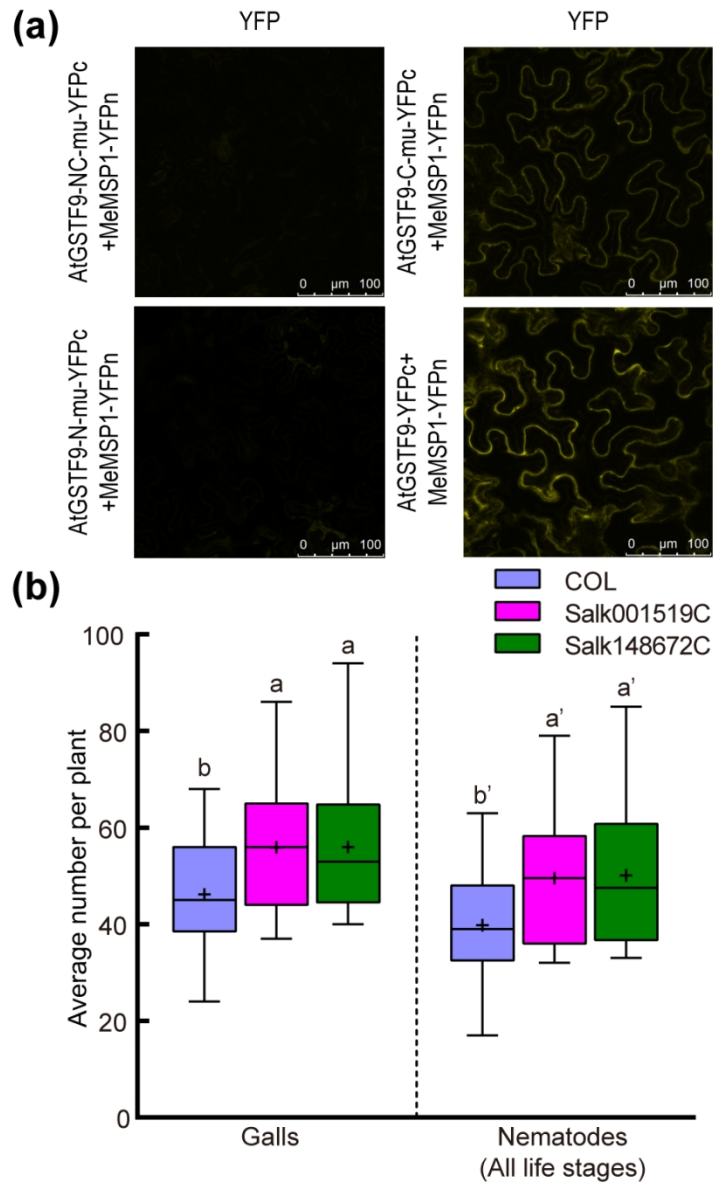 (a)
YFP
YFP
AtGSTF9-NC-mu-YFPc
+MeMSP1-YFPn
0 µm 100
AtGSTF9-C-mu-YFPc
+MeMSP1-YFPn
0 µm 100
AtGSTF9-N-mu-YFPc
+MeMSP1-YFPn
0 µm 100
AtGSTF9-YFPc+
MeMSP1-YFPn
0 µm 100
(b)
COL
Salk001519C
Salk148672C
Average number per plant
100
80
60
40
20
0
b
a
a
b’
a’
a’
Galls
Nematodes
(All life stages)